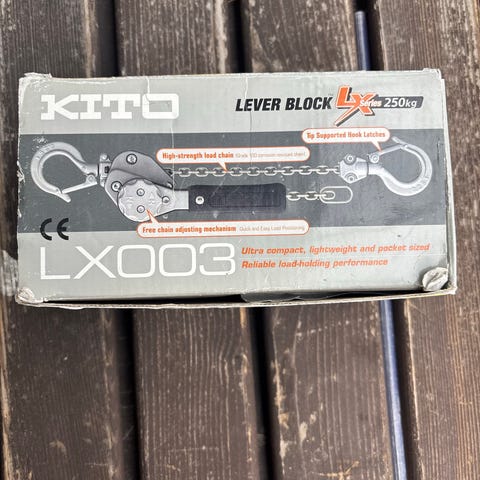 KITO
LEVER BLOCK™ LX Series 250kg
Tip Supported Hook Latches
High-strength load chain
Free chain adjusting mechanism Quick and Easy Load Positioning
CE
LX003
Ultra compact, lightweight and pocket sized
Reliable load-holding performance